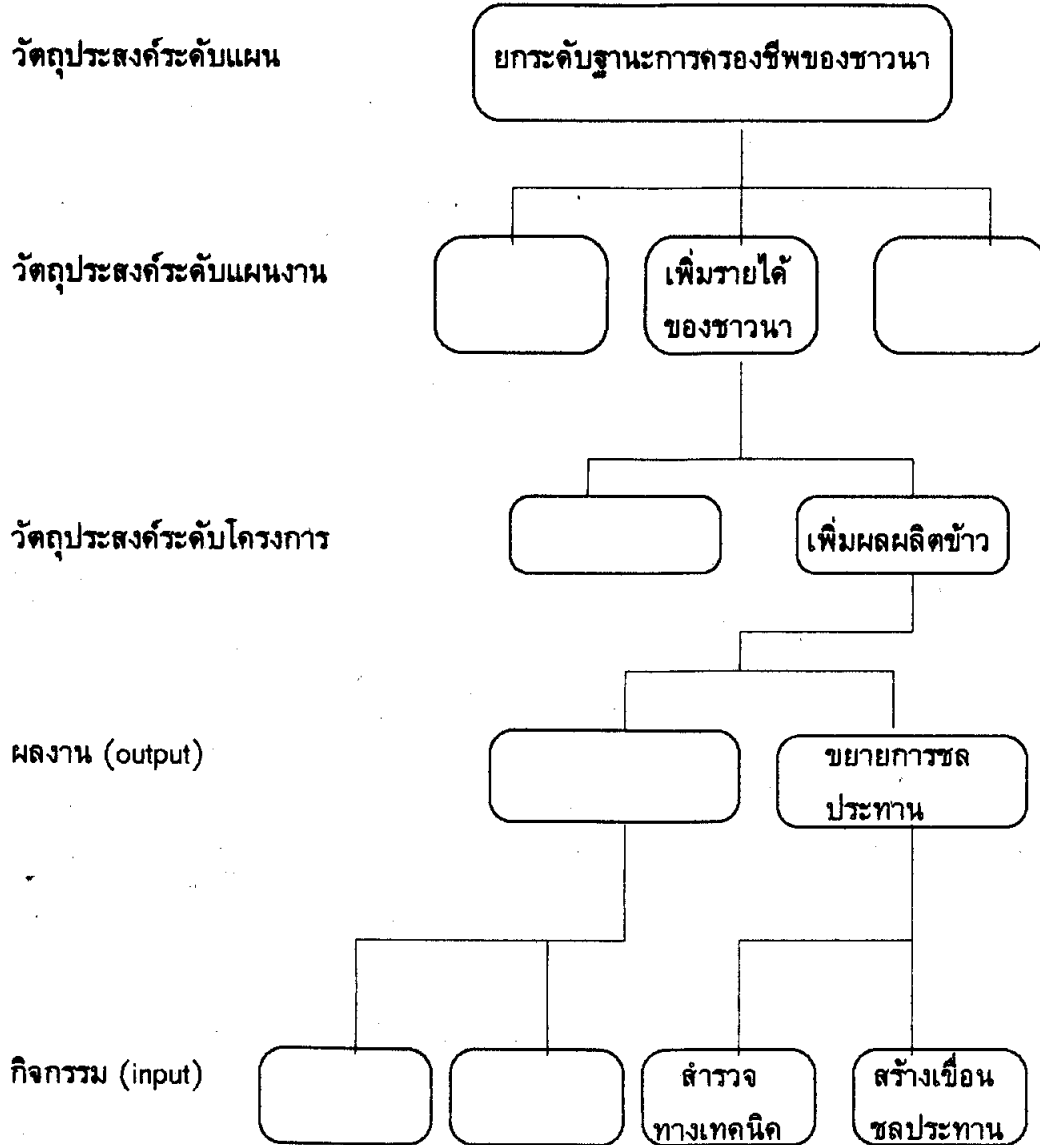 วัตถุประสงค์ระดับแผน
ยกระดับฐานะการครองชีพของชาวนา
วัตถุประสงค์ระดับแผนงาน
เพิ่มรายได้
ของชาวนา
วัตถุประสงค์ระดับโครงการ
เพิ่มผลผลิตข้าว
ผลงาน (output)
ขยายการชล
ประทาน
กิจกรรม (input)
สำรวจ
ทางเทคนิค
สร้างเขื่อน
ชลประทาน